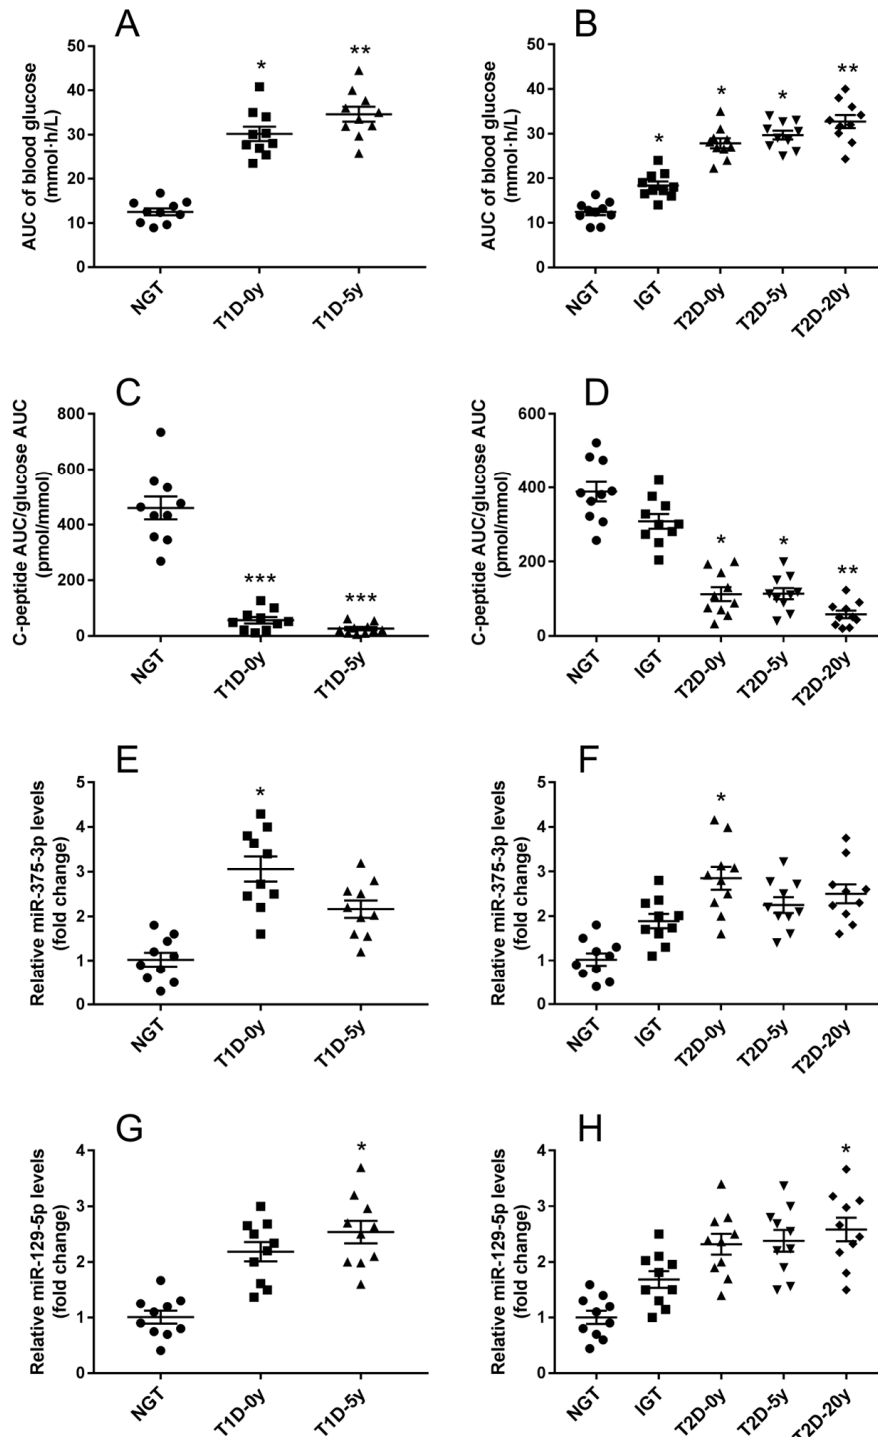 A
AUC of blood glucose
(mmol·h/L)
50
40
30
20
10
0
*
**
NGT
T1D-0y
T1D-5y
B
AUC of blood glucose
(mmol·h/L)
50
40
30
20
10
0
*
*
*
**
NGT
IGT
T2D-0y
T2D-5y
T2D-20y
C
C-peptide AUC/glucose AUC
(pmol/mmol)
800
600
400
200
0
***
***
NGT
T1D-0y
T1D-5y
D
C-peptide AUC/glucose AUC
(pmol/mmol)
600
400
200
0
*
*
**
NGT
IGT
T2D-0y
T2D-5y
T2D-20y
E
Relative miR-375-3p levels
(fold change)
5
4
3
2
1
0
*
NGT
T1D-0y
T1D-5y
F
Relative miR-375-3p levels
(fold change)
5
4
3
2
1
0
*
NGT
IGT
T2D-0y
T2D-5y
T2D-20y
G
Relative miR-129-5p levels
(fold change)
4
3
2
1
0
*
NGT
T1D-0y
T1D-5y
H
Relative miR-129-5p levels
(fold change)
4
3
2
1
0
*
NGT
IGT
T2D-0y
T2D-5y
T2D-20y